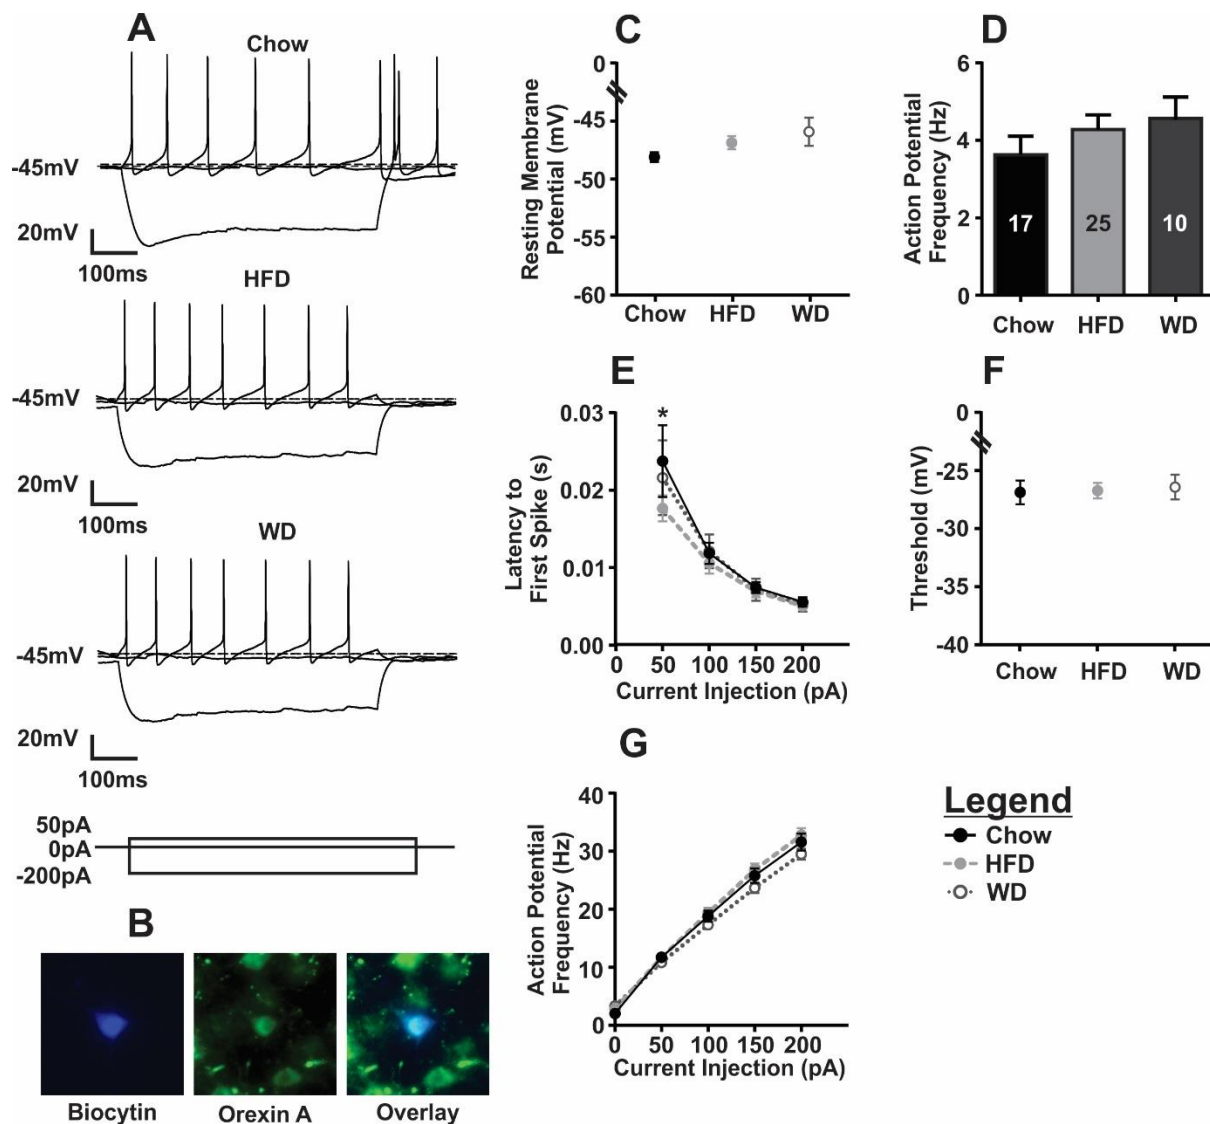 A
Chow
-45mV
20mV
100ms
HFD
-45mV
20mV
100ms
WD
-45mV
20mV
100ms
50pA
0pA
-200pA
B
Biocytin
Orexin A
Overlay
C
Resting Membrane
Potential (mV)
0
-45
-50
-55
-60
Chow
HFD
WD
D
Action Potential
Frequency (Hz)
6
4
2
0
17
25
10
Chow
HFD
WD
E
Latency to
First Spike (s)
0.03
0.02
0.01
0.00
*
0
50
100
150
200
Current Injection (pA)
F
Threshold (mV)
0
-25
-30
-35
-40
Chow
HFD
WD
G
Action Potential
Frequency (Hz)
40
30
20
10
0
0
50
100
150
200
Current Injection (pA)
Legend
Chow
HFD
WD